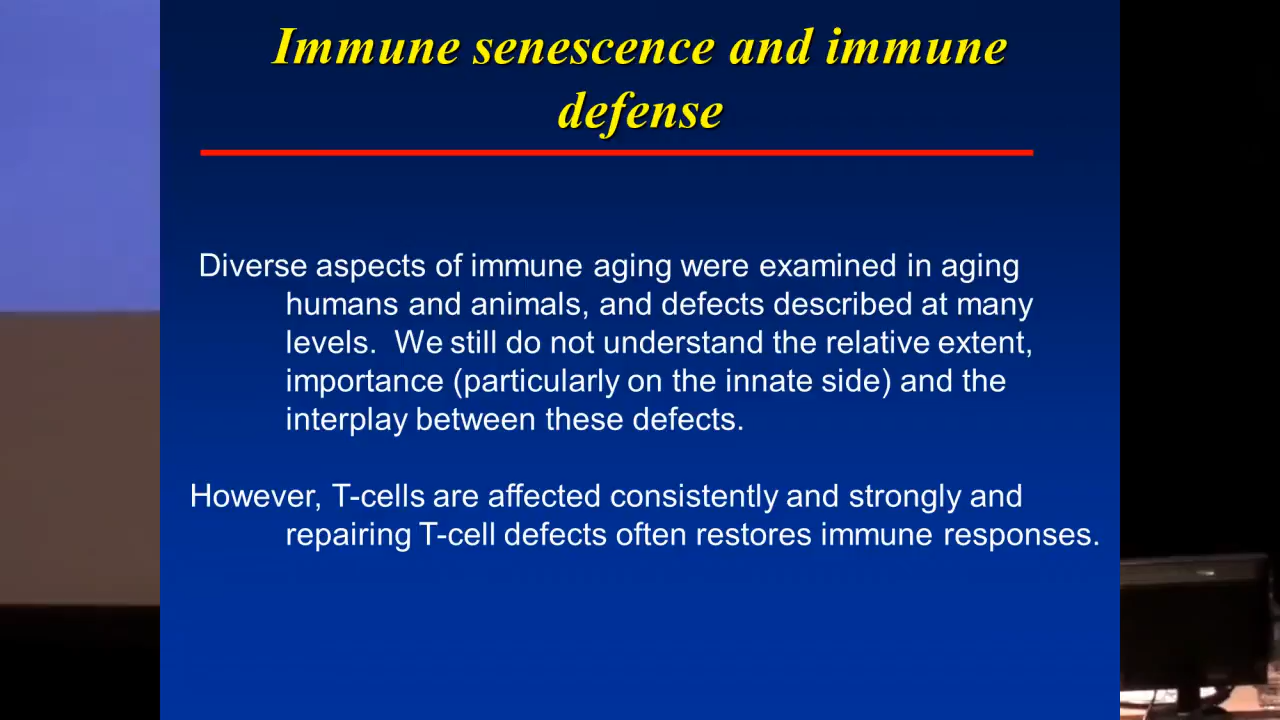 Immune senescence and immune
defense
Diverse aspects of immune aging were examined in aging
humans and animals, and defects described at many
levels.  We still do not understand the relative extent,
importance (particularly on the innate side) and the
interplay between these defects.
However, T-cells are affected consistently and strongly and
repairing T-cell defects often restores immune responses.